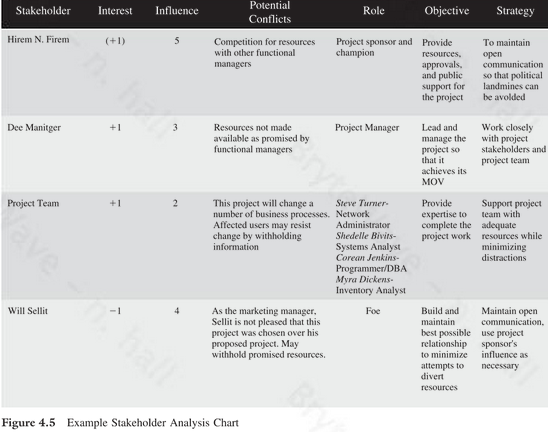 Stakeholder Interest Influence Potential Conflicts Role Objective Strategy
Hirem N. Firem (+1) 5 Competition for resources Project sponsor and Provide To maintain
with other functional champion resources, open
managers approvals, communication
and public so that political
support for landmines can
the project be avolded
Dee Manitger +1 3 Resources not made Project Manager Lead and Work closely
available as promised by manage the with project
functional managers project so stakeholders and
that it project team
achieves its
MOV
Project Team +1 2 This project will change a Steve Turner- Provide Support project
number of business processes. Network expertise to team with
Affected users may resist Administrator complete the adequate
change by withholding Shedelle Bivits- project work resources while
information Systems Analyst minimizing
Corean Jenkins- distractions
Programmer/DBA
Myra Dickens-
Inventory Analyst
Will Sellit −1 4 As the marketing manager, Foe Build and Maintain open
Sellit is not pleased that this maintain communication,
project was chosen over his best possible use project
proposed project. May relationship sponsor's
withhold promised resources. to minimize influence as
attempts to necessary
divert
resources
Figure 4.5 Example Stakeholder Analysis Chart